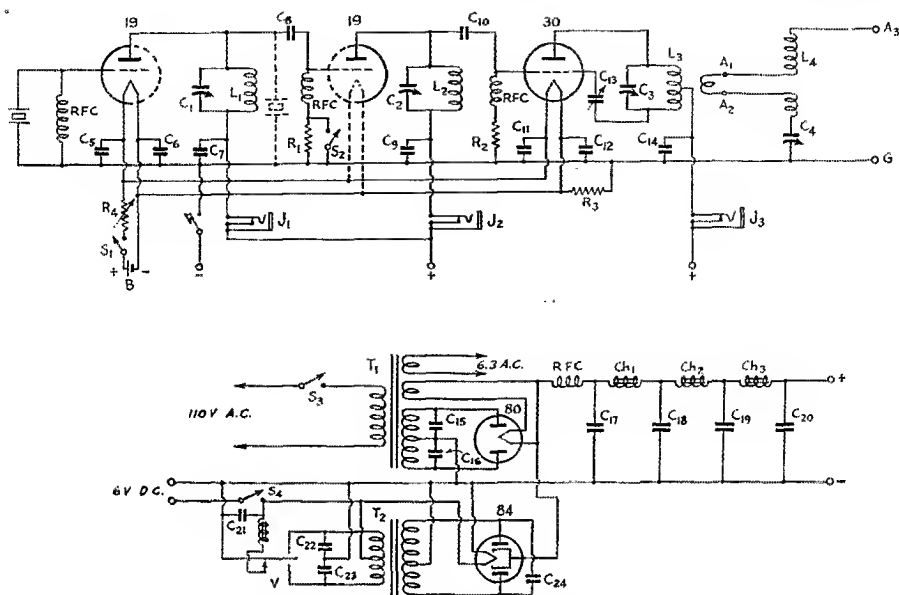 19
C8
19
C10
30
A3
C1
L1
RFC
C2
L2
RFC
C13
C3
L3
A1
A2
L4
RFC
C5
C6
C7
R1
S2
C9
R2
C11
C12
C14
C4
G
R4
R3
S1
J1
J2
J3
+ B -
-
+
+
T1
6.3 A.C.
RFC
Ch1
Ch2
Ch3
+
S3
110V A.C.
C15
80
C16
C17
C18
C19
C20
-
6V D.C.
S4
C21
T2
84
C22
C23
V
C24